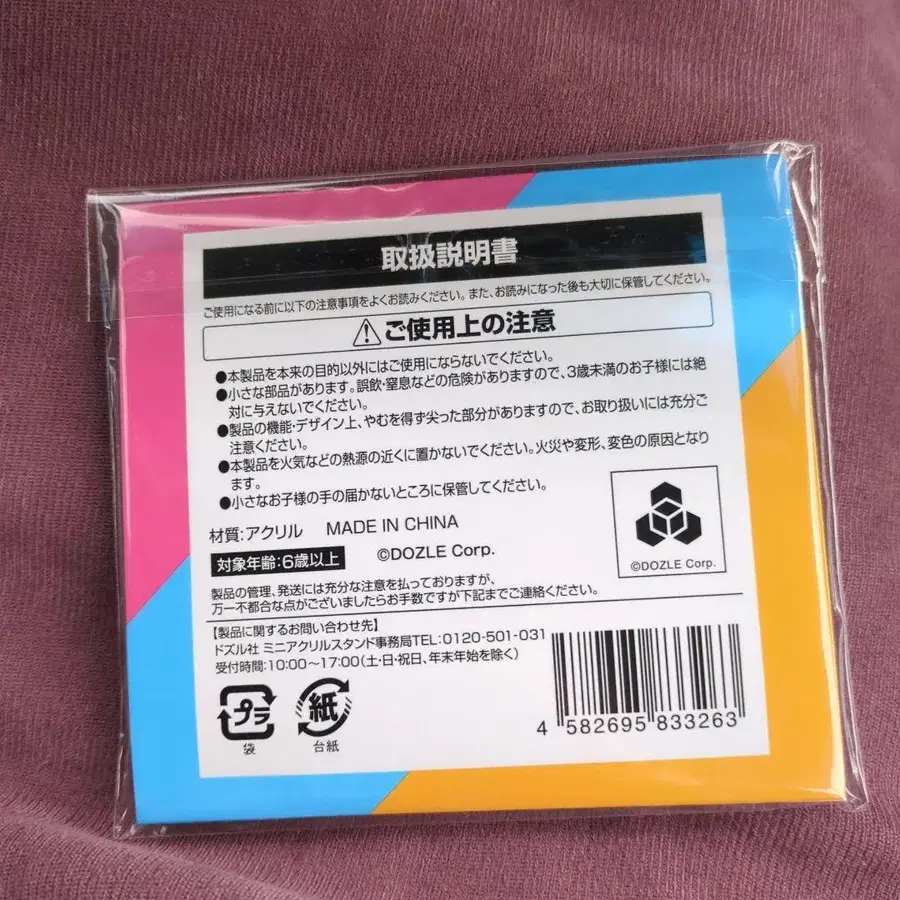 取扱説明書
ご使用になる前に以下の注意事項をよくお読みください。また、お読みになった後も大切に保管してください。
⚠ご使用上の注意
●本製品を本来の目的以外にはご使用にならないでください。
●小さな部品があります。誤飲・窒息などの危険がありますので、3歳未満のお子様には絶
対に与えないでください。
●製品の機能・デザイン上、やむを得ず尖った部分がありますので、お取り扱いには充分ご
注意ください。
●本製品を火気などの熱源の近くに置かないでください。火災や変形、変色の原因となり
ます。
●小さなお子様の手の届かないところに保管してください。
材質:アクリル MADE IN CHINA
対象年齢:6歳以上 ©DOZLE Corp.
©DOZLE Corp.
製品の管理、発送には充分な注意を払っておりますが、
万一不都合な点がございましたらお手数ですが下記までご連絡ください。
【製品に関するお問い合わせ先】
ドズル社 ミニアクリルスタンド事務局TEL:0120-501-031
受付時間:10:00〜17:00(土・日・祝日、年末年始を除く)
プラ 紙
袋 台紙
4 582695 833263